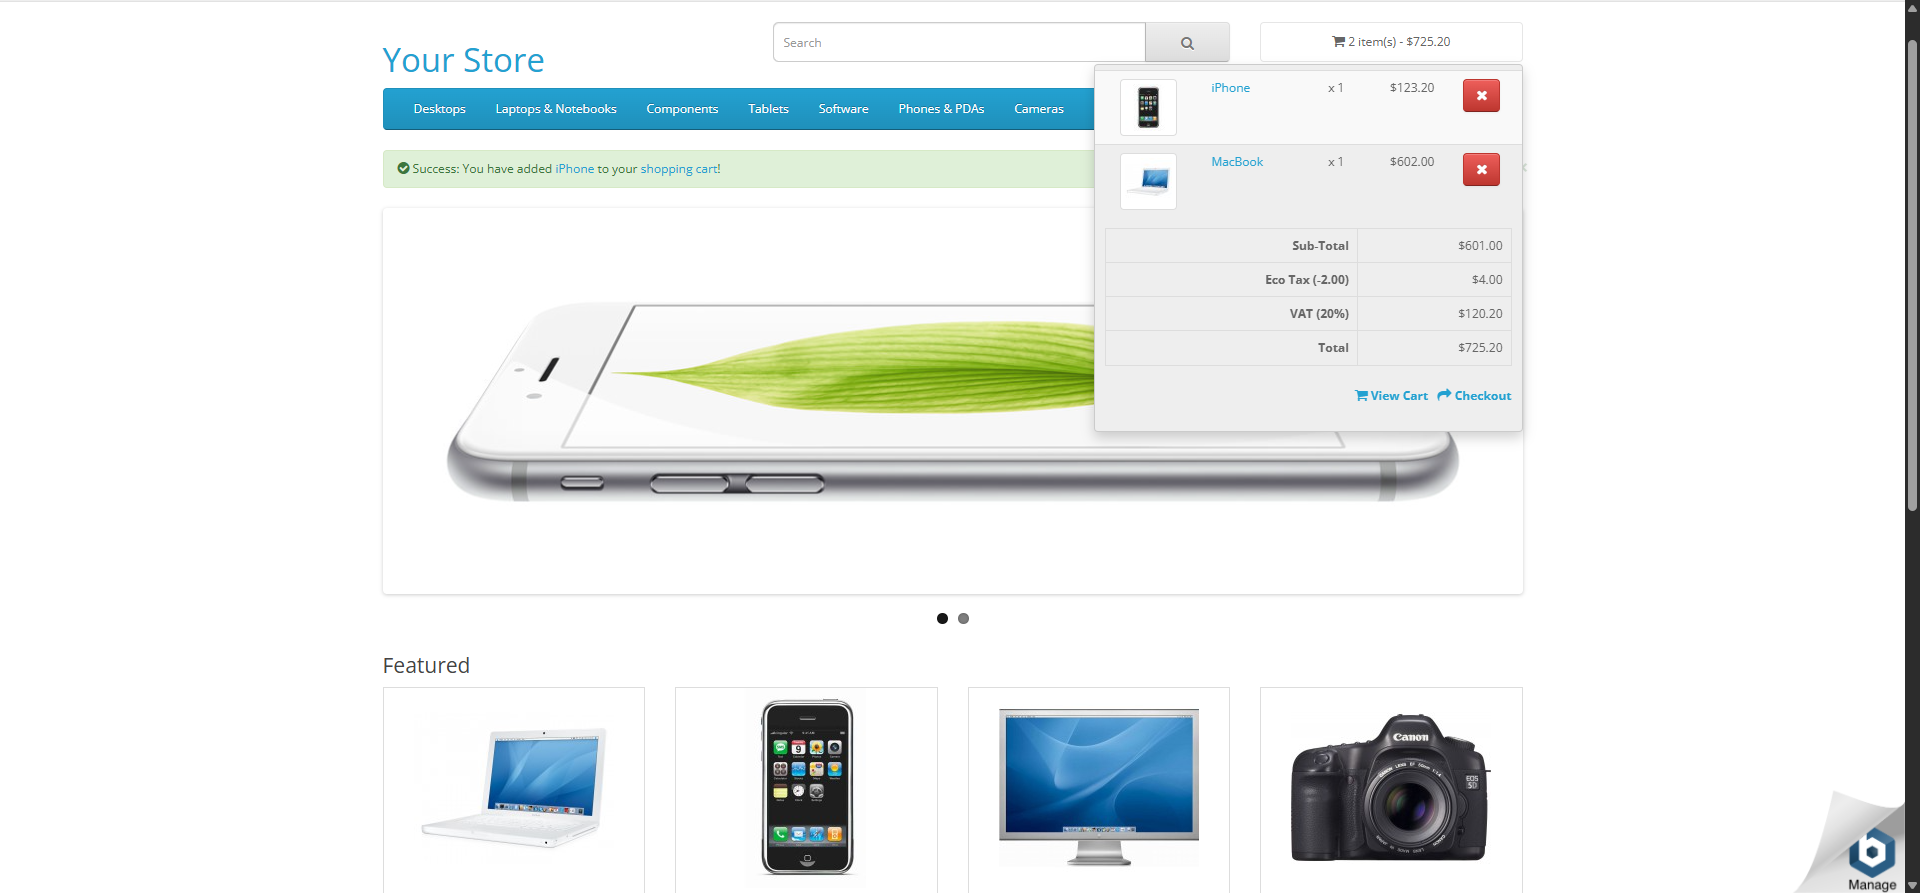 Your Store
Search
2 item(s) - $725.20
Desktops
Laptops & Notebooks
Components
Tablets
Software
Phones & PDAs
Cameras
iPhone x 1 $123.20
MacBook x 1 $602.00
Sub-Total $601.00
Eco Tax (-2.00) $4.00
VAT (20%) $120.20
Total $725.20
View Cart Checkout
Success: You have added iPhone to your shopping cart!
Featured
Canon
EOS
5D
Manage